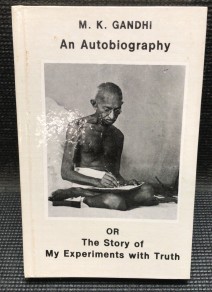 M. K. GANDHI
An Autobiography
OR
The Story of
My Experiments with Truth